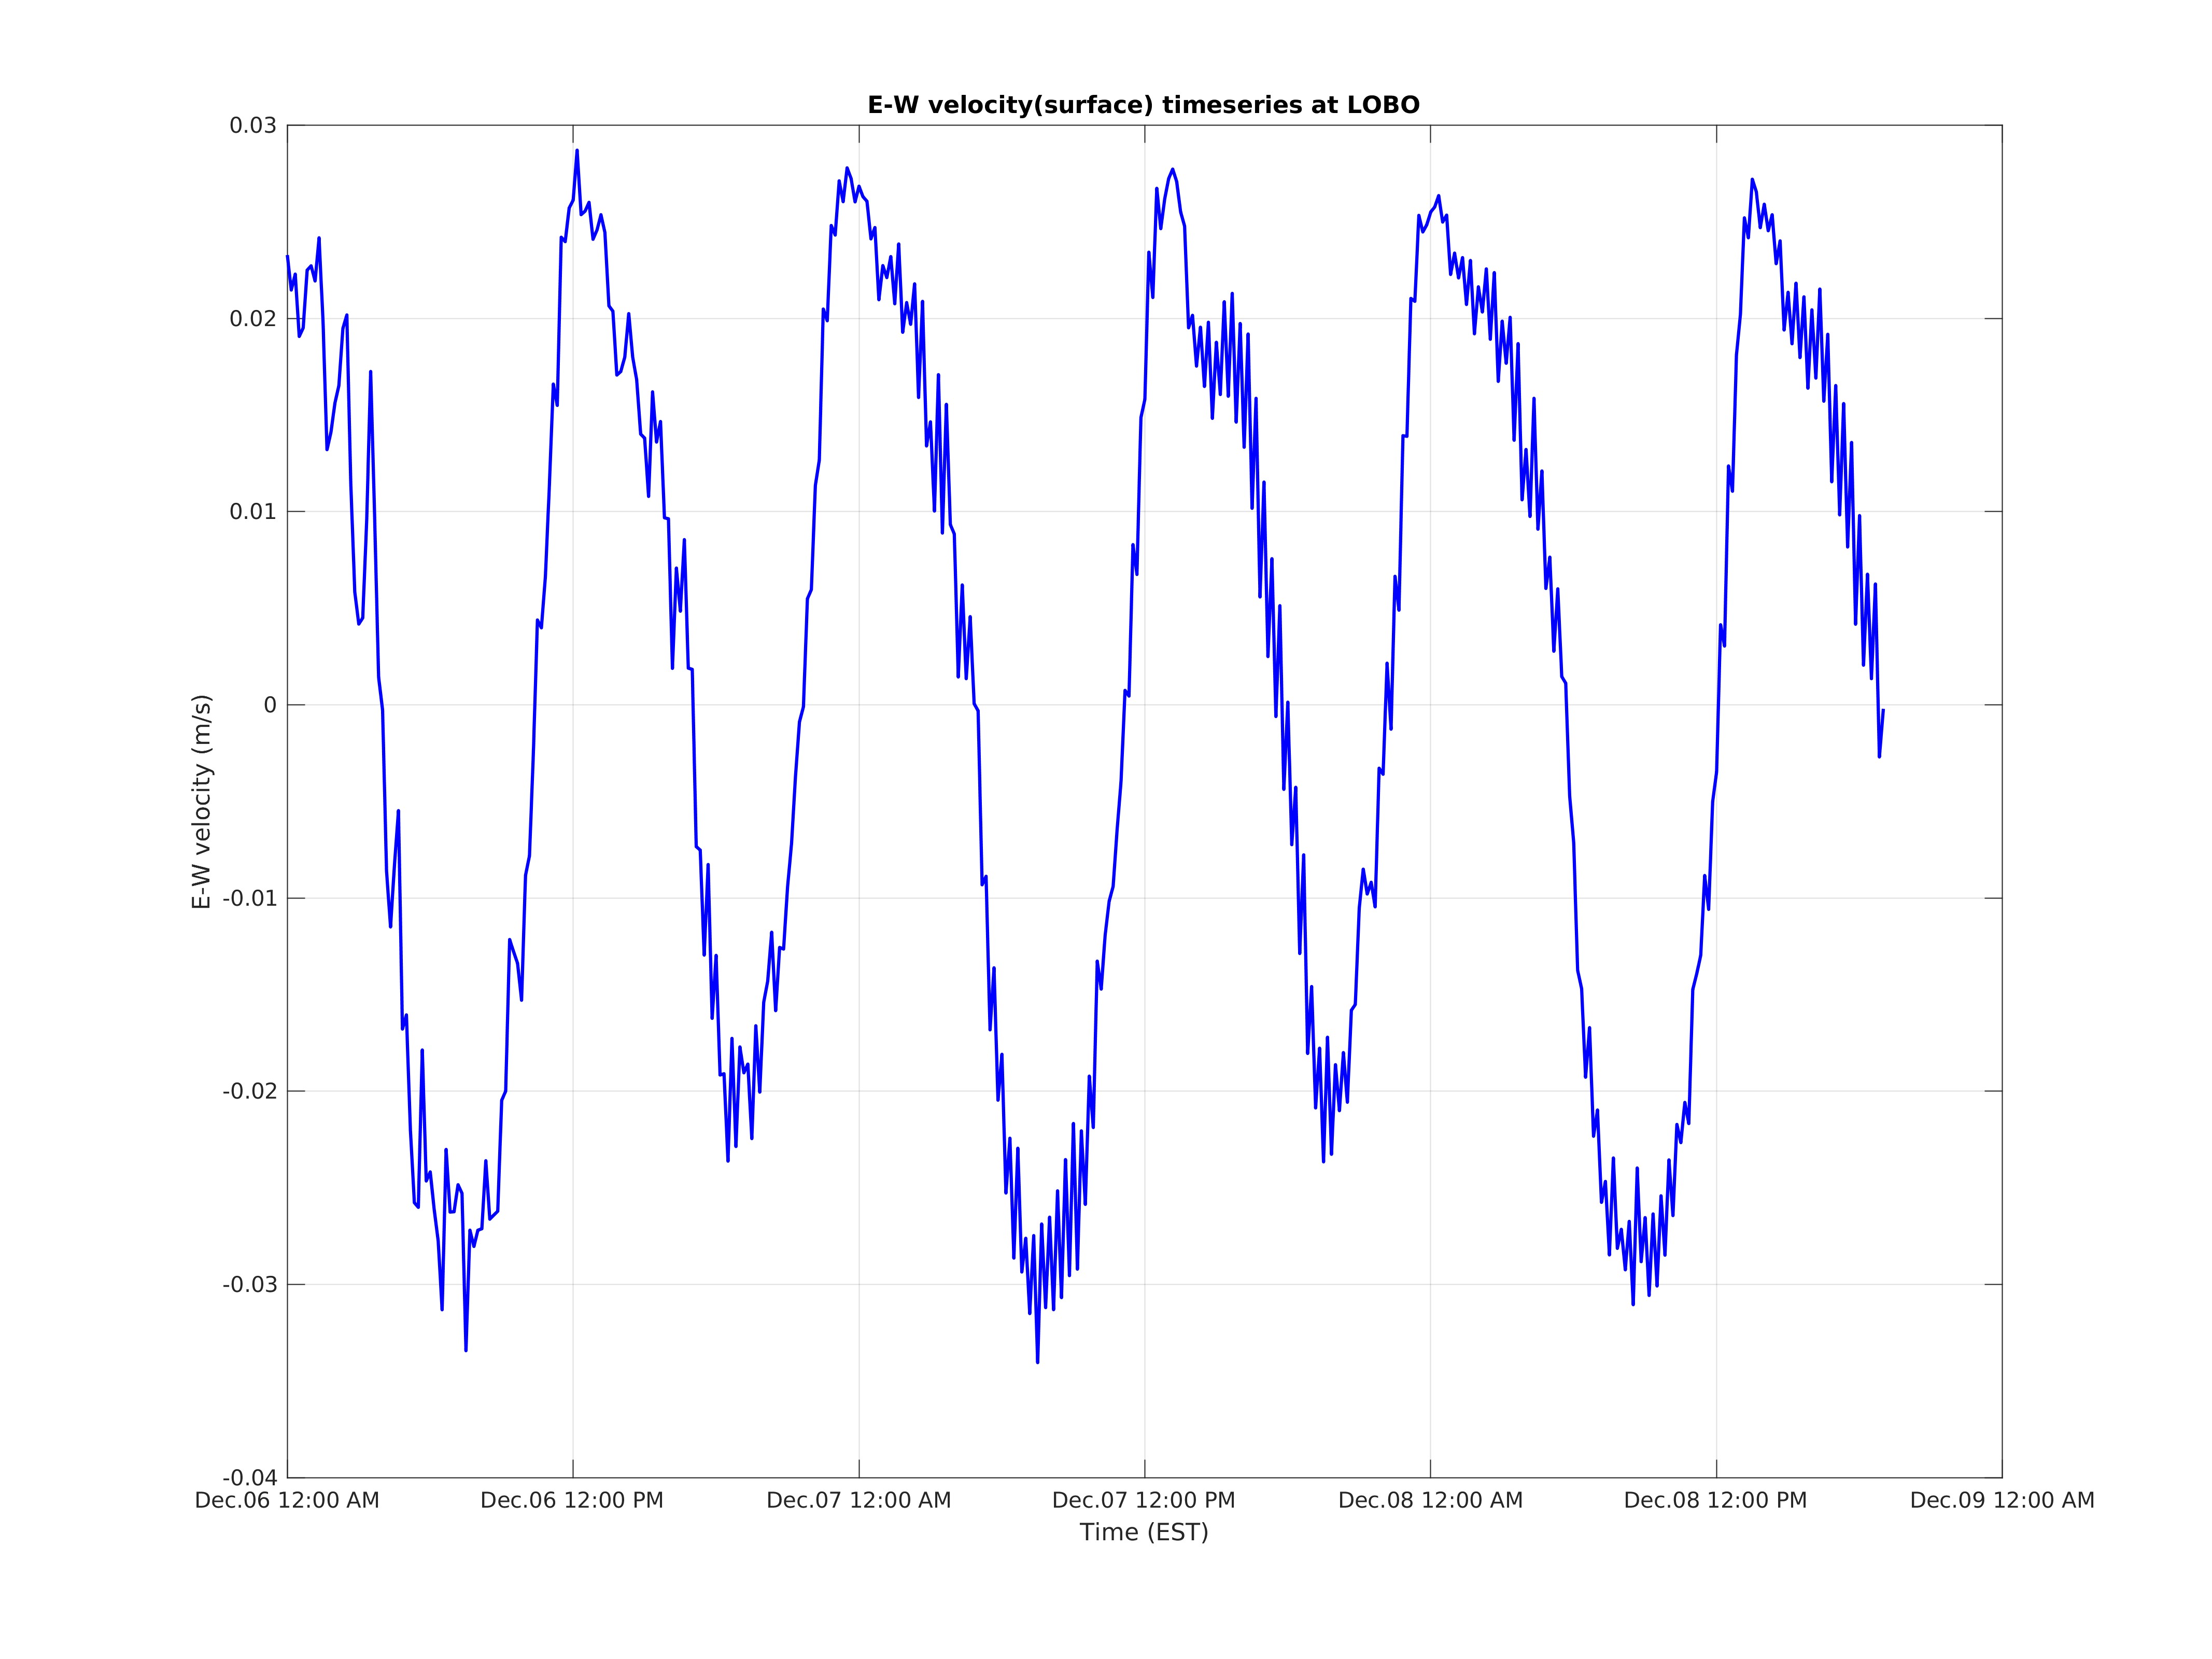 E-W velocity(surface) timeseries at LOBO
0.03
0.02
0.01
0
-0.01
-0.02
-0.03
-0.04
E-W velocity (m/s)
Dec.06 12:00 AM Dec.06 12:00 PM Dec.07 12:00 AM Dec.07 12:00 PM Dec.08 12:00 AM Dec.08 12:00 PM Dec.09 12:00 AM
Time (EST)